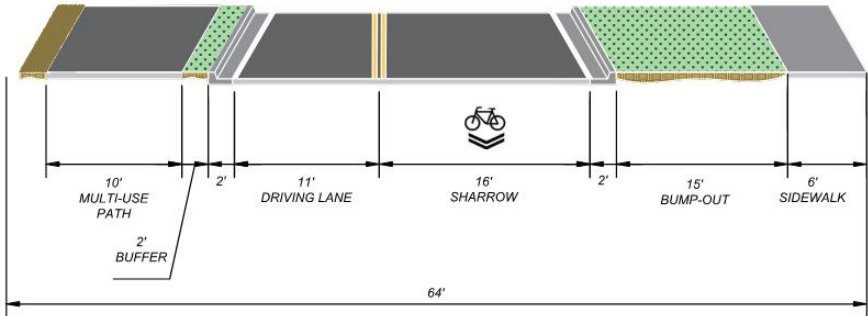 10'
MULTI-USE
PATH
2'
BUFFER
2'
11'
DRIVING LANE
16'
SHARROW
2'
15'
BUMP-OUT
6'
SIDEWALK
64'